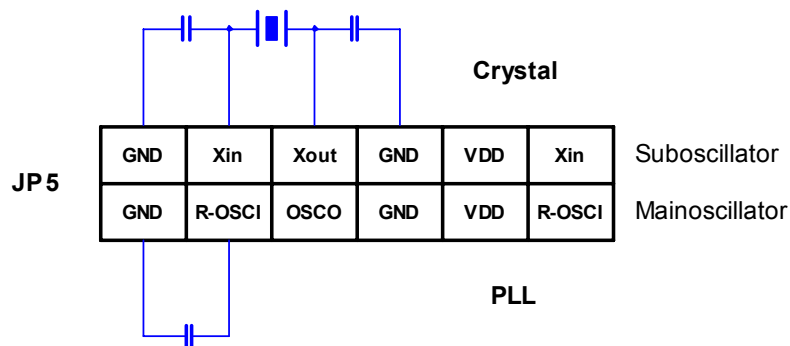 Crystal
GND Xin Xout GND VDD Xin Suboscillator
JP5
GND R-OSCI OSCO GND VDD R-OSCI Mainoscillator
PLL